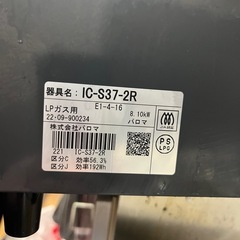 器具名: IC-S37-2R
LPガス用 E1-4-16 8.10kW
22-09-900234 パロマ
株式会社パロマ
221 IC-S37-2R
区分C 効率56.3%
区分J 効率192Wh
PS
LPG